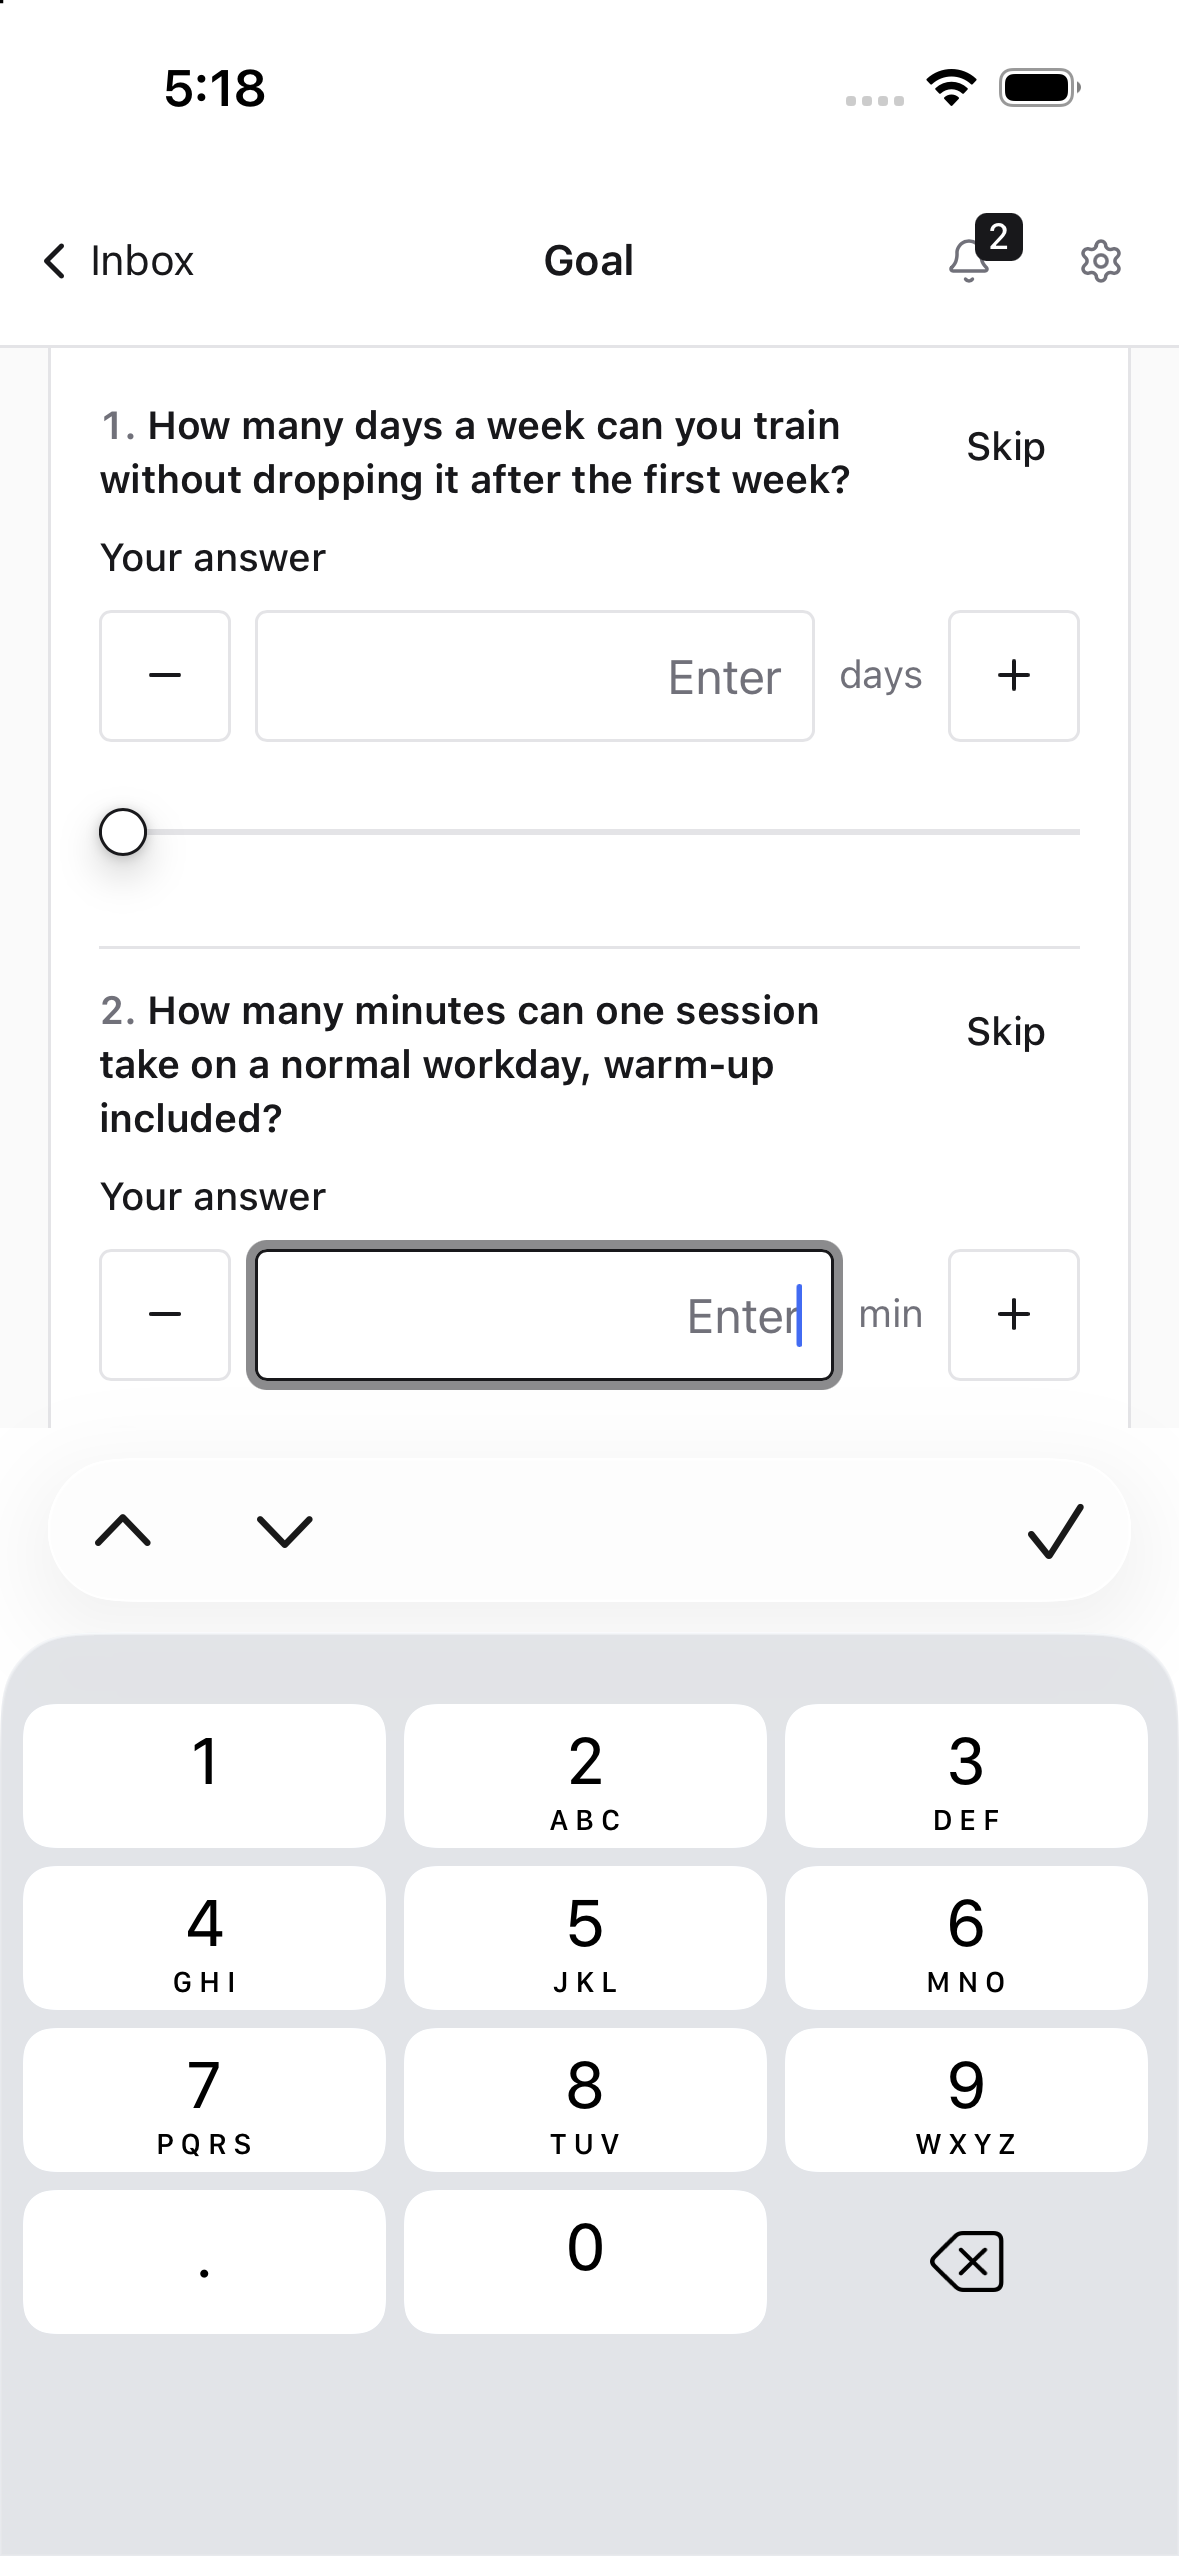 5:18
Inbox
Goal
2
1. How many days a week can you train
without dropping it after the first week?
Skip
Your answer
Enter
days
2. How many minutes can one session
take on a normal workday, warm-up
included?
Skip
Your answer
Enter
min
1
2
ABC
3
DEF
4
GHI
5
JKL
6
MNO
7
PQRS
8
TUV
9
WXYZ
.
0